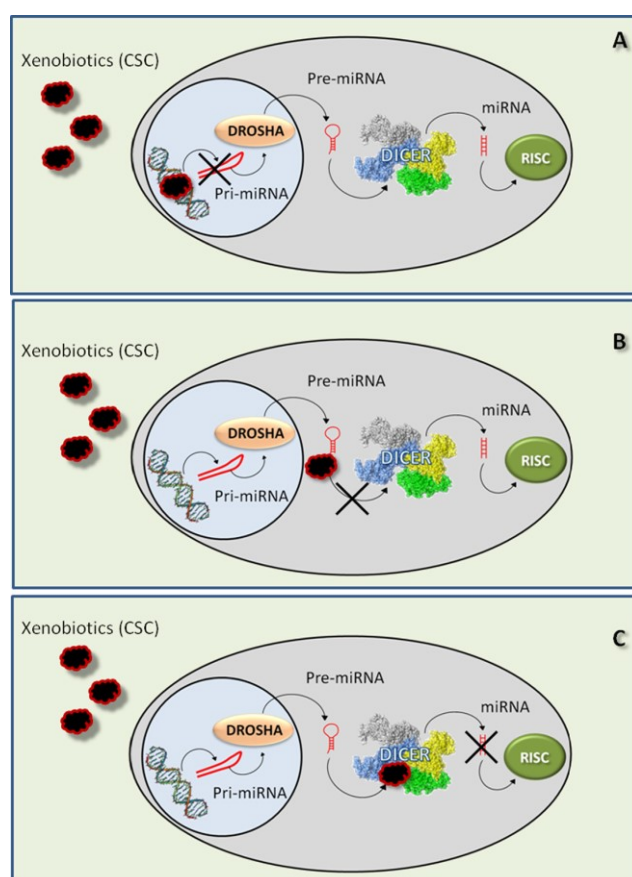 A
Xenobiotics (CSC)
Pre-miRNA
miRNA
DROSHA
DICER
RISC
Pri-miRNA
B
Xenobiotics (CSC)
Pre-miRNA
miRNA
DROSHA
DICER
RISC
Pri-miRNA
C
Xenobiotics (CSC)
Pre-miRNA
miRNA
DROSHA
DICER
RISC
Pri-miRNA